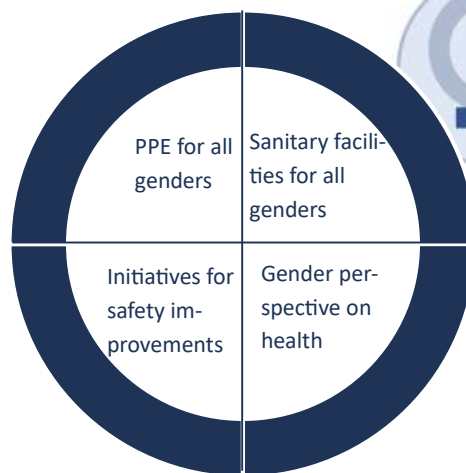 PPE for all
genders
Sanitary facili-
ties for all
genders
Initiatives for
safety im-
provements
Gender per-
spective on
health